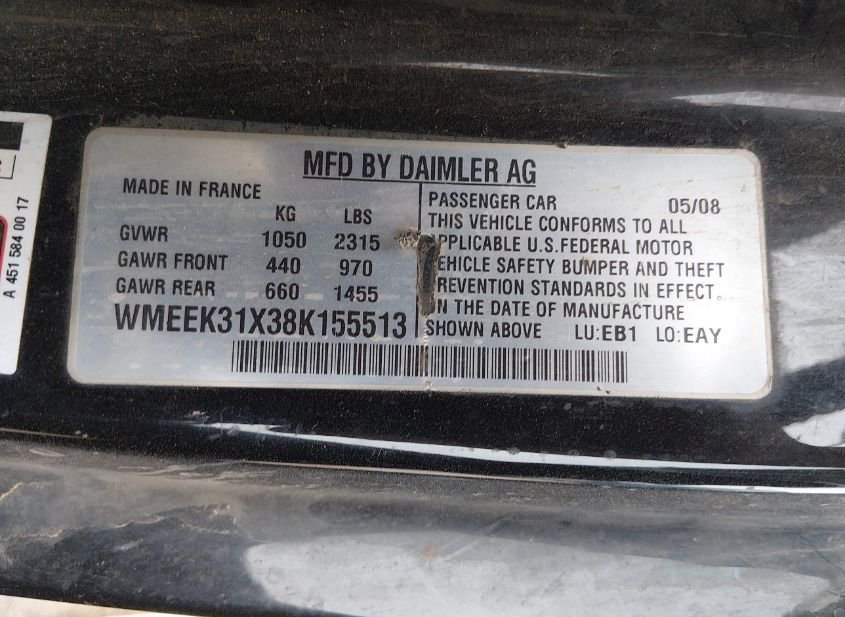 MFD BY DAIMLER AG
MADE IN FRANCE
KG LBS
GVWR 1050 2315
GAWR FRONT 440 970
GAWR REAR 660 1455
WMEEK31X38K155513
PASSENGER CAR 05/08
THIS VEHICLE CONFORMS TO ALL
PPLICABLE U.S.FEDERAL MOTOR
EHICLE SAFETY BUMPER AND THEFT
REVENTION STANDARDS IN EFFECT
ON THE DATE OF MANUFACTURE
SHOWN ABOVE LU:EB1 LO:EAY
A 451 584 00 17